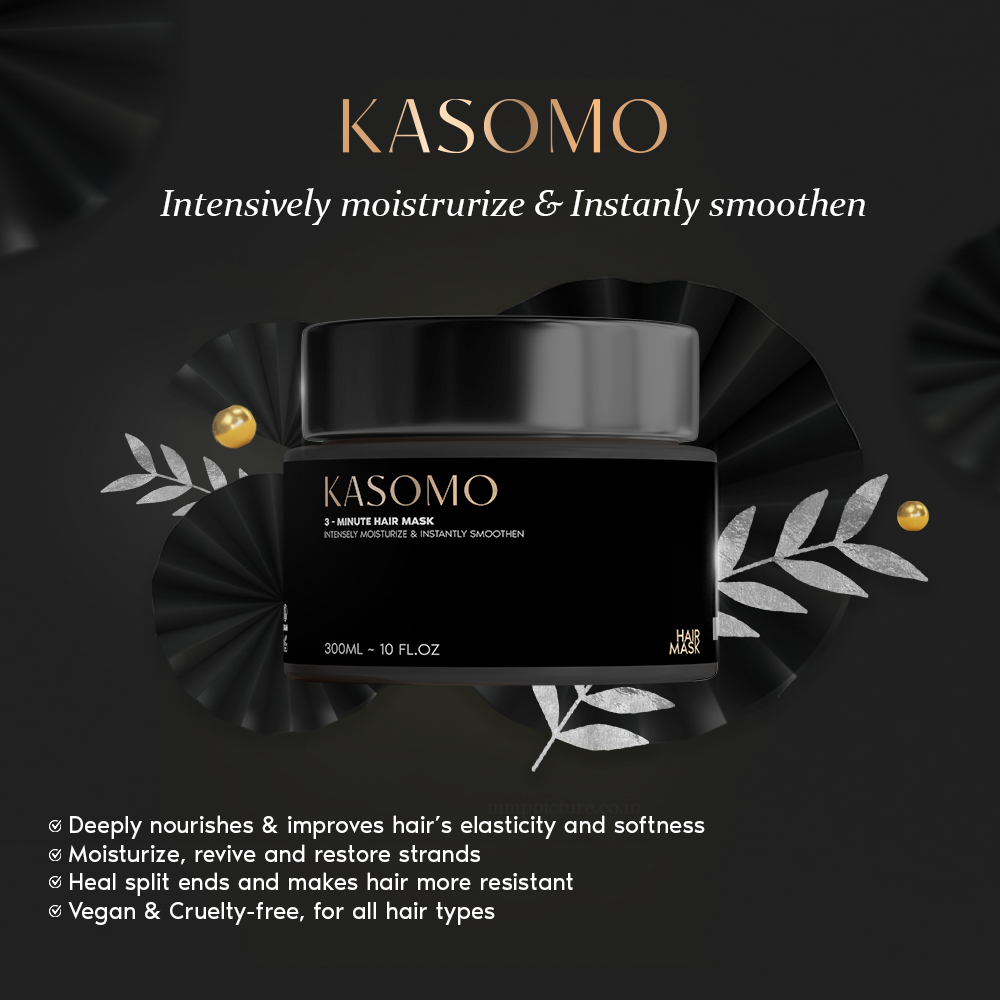 KASOMO
Intensively moistrurize & Instanly smoothen
KASOMO
3 - MINUTE HAIR MASK
INTENSELY MOISTURIZE & INSTANTLY SMOOTHEN
300ML ~ 10 FL.OZ
HAIR
MASK
Deeply nourishes & improves hair's elasticity and softness
Moisturize, revive and restore strands
Heal split ends and makes hair more resistant
Vegan & Cruelty-free, for all hair types